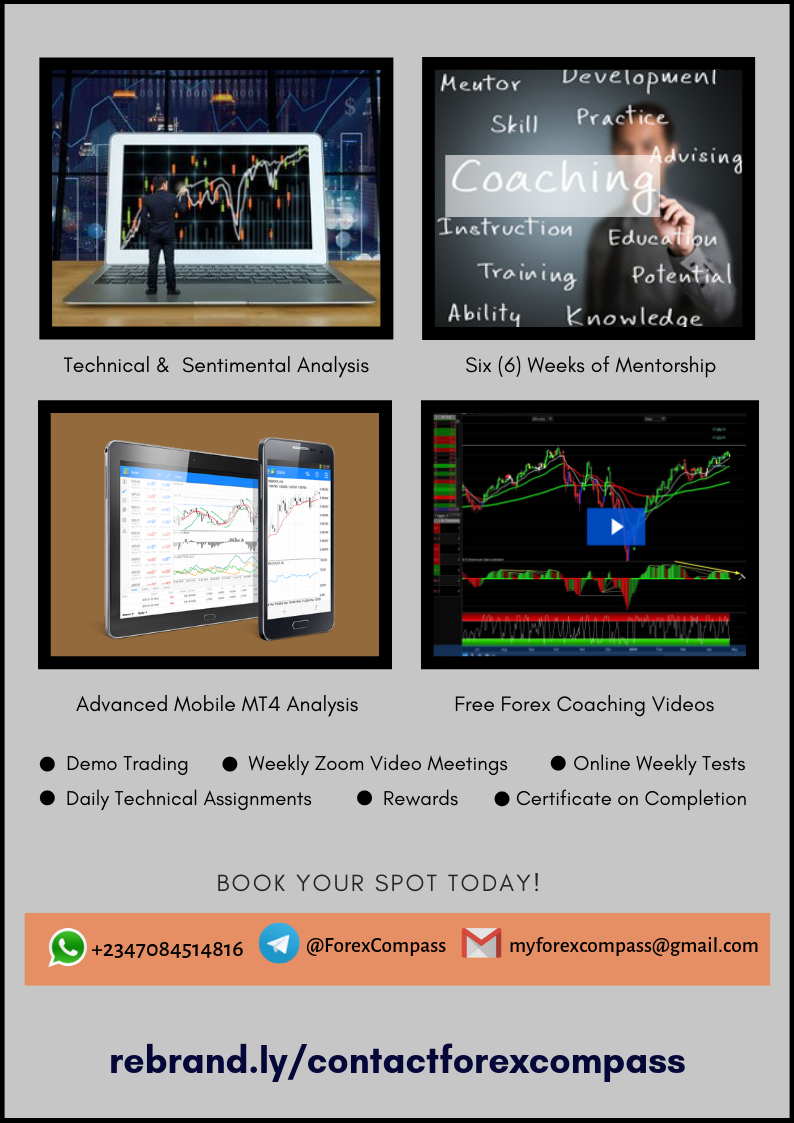 Mentor
Development
Skill
Practice
Advising
Coaching
Instruction
Education
Training
Potential
Ability
Knowledge
Technical &  Sentimental Analysis
Six (6) Weeks of Mentorship
Advanced Mobile MT4 Analysis
Free Forex Coaching Videos
● Demo Trading ● Weekly Zoom Video Meetings ● Online Weekly Tests
● Daily Technical Assignments ● Rewards ● Certificate on Completion
BOOK YOUR SPOT TODAY!
+2347084514816 @ForexCompass myforexcompass@gmail.com
rebrand.ly/contactforexcompass